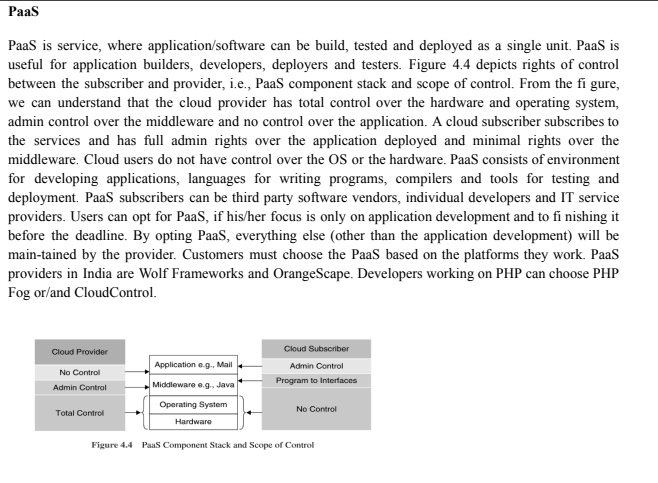 PaaS
PaaS is service, where application/software can be build, tested and deployed as a single unit. PaaS is
useful for application builders, developers, deployers and testers. Figure 4.4 depicts rights of control
between the subscriber and provider, i.e., PaaS component stack and scope of control. From the fi gure,
we can understand that the cloud provider has total control over the hardware and operating system,
admin control over the middleware and no control over the application. A cloud subscriber subscribes to
the services and has full admin rights over the application deployed and minimal rights over the
middleware. Cloud users do not have control over the OS or the hardware. PaaS consists of environment
for developing applications, languages for writing programs, compilers and tools for testing and
deployment. PaaS subscribers can be third party software vendors, individual developers and IT service
providers. Users can opt for PaaS, if his/her focus is only on application development and to fi nishing it
before the deadline. By opting PaaS, everything else (other than the application development) will be
main-tained by the provider. Customers must choose the PaaS based on the platforms they work. PaaS
providers in India are Wolf Frameworks and OrangeScape. Developers working on PHP can choose PHP
Fog or/and CloudControl.
Cloud Provider
No Control
Admin Control
Total Control
Application e.g., Mail
Middleware e.g., Java
Operating System
Hardware
Cloud Subscriber
Admin Control
Program to Interfaces
No Control
Figure 4.4 PaaS Component Stack and Scope of Control